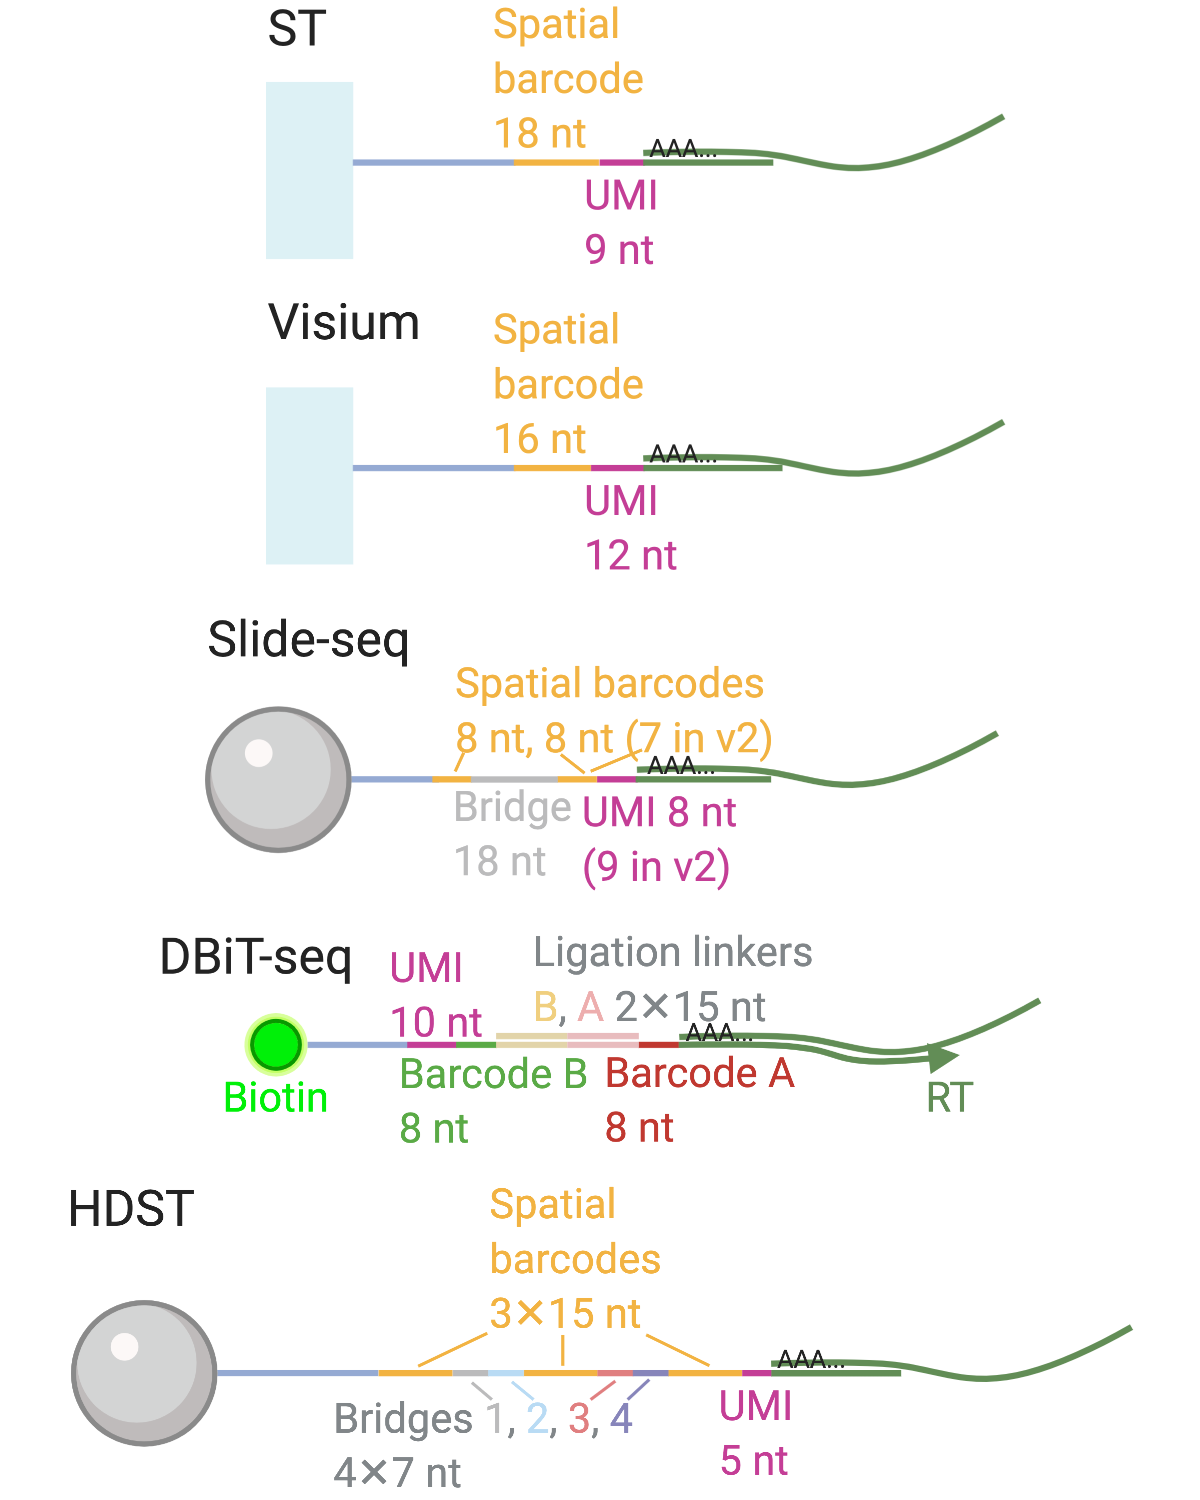 ST
Spatial
barcode
18 nt
AAA...
UMI
9 nt
Visium
Spatial
barcode
16 nt
AAA...
UMI
12 nt
Slide-seq
Spatial barcodes
8 nt, 8 nt (7 in v2)
AAA...
Bridge
18 nt
UMI 8 nt
(9 in v2)
DBiT-seq
UMI
10 nt
Ligation linkers
B, A 2×15 nt
AAA...
Biotin
Barcode B
8 nt
Barcode A
8 nt
RT
HDST
Spatial
barcodes
3×15 nt
AAA...
Bridges 1, 2, 3, 4
4×7 nt
UMI
5 nt